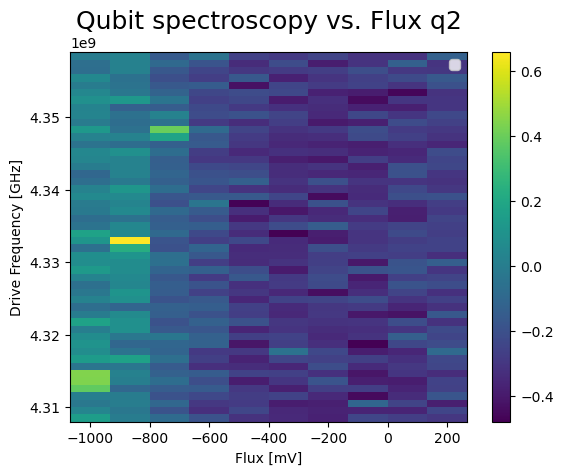 Qubit spectroscopy vs. Flux q2
1e9
4.35
4.34
4.33
4.32
4.31
Drive Frequency [GHz]
−1000 −800 −600 −400 −200 0 200
Flux [mV]
0.6
0.4
0.2
0.0
−0.2
−0.4